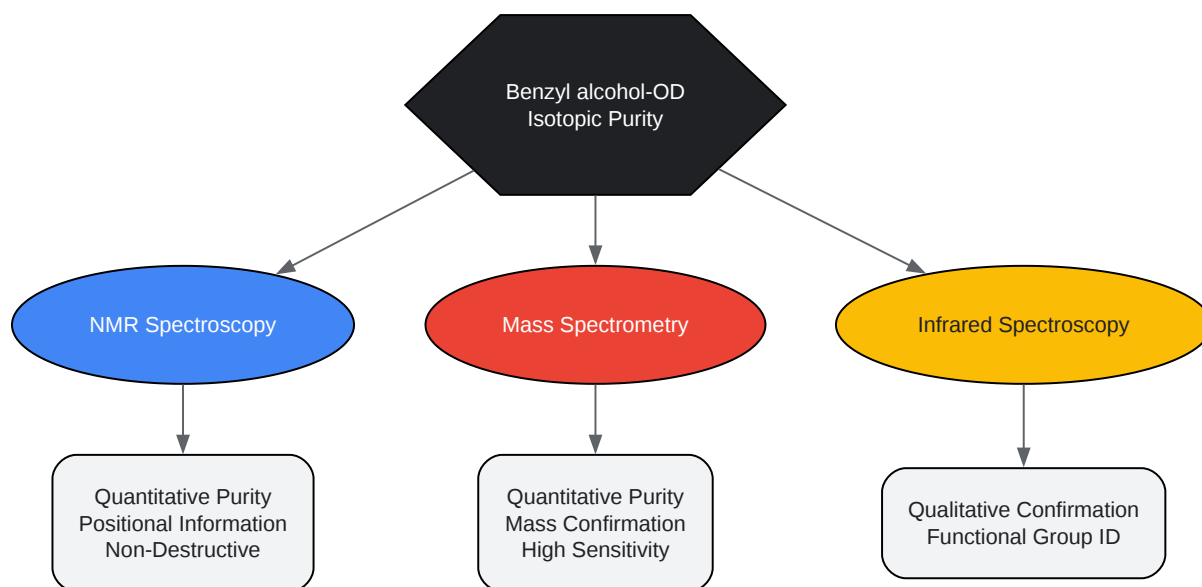 Benzyl alcohol-OD
Isotopic Purity
NMR Spectroscopy
Mass Spectrometry
Infrared Spectroscopy
Quantitative Purity
Positional Information
Non-Destructive
Quantitative Purity
Mass Confirmation
High Sensitivity
Qualitative Confirmation
Functional Group ID